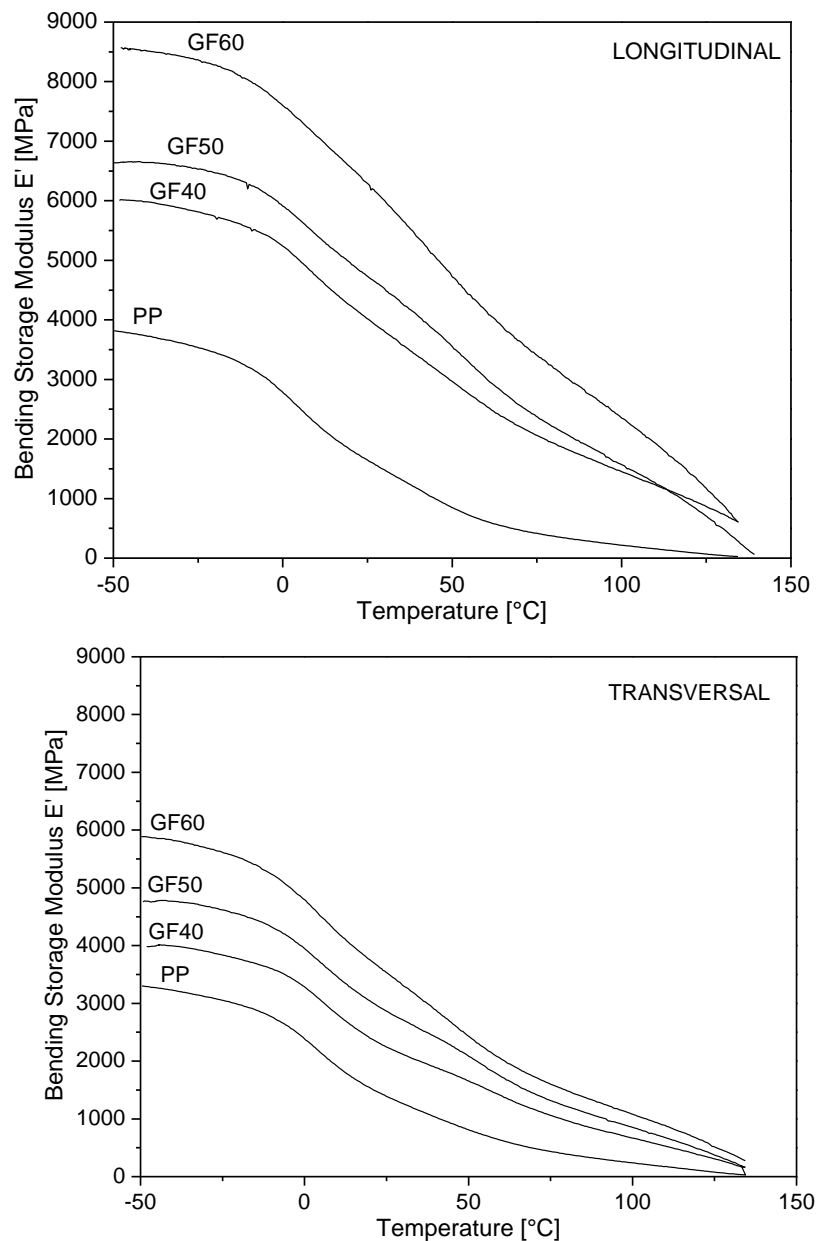 9000
GF60
LONGITUDINAL
8000
7000
GF50
GF40
6000
5000
4000
PP
3000
2000
1000
0
-50
0
50
100
150
Bending Storage Modulus E' [MPa]
Temperature [°C]
9000
TRANSVERSAL
8000
7000
6000
GF60
5000
GF50
4000
GF40
PP
3000
2000
1000
0
-50
0
50
100
150
Bending Storage Modulus E' [MPa]
Temperature [°C]